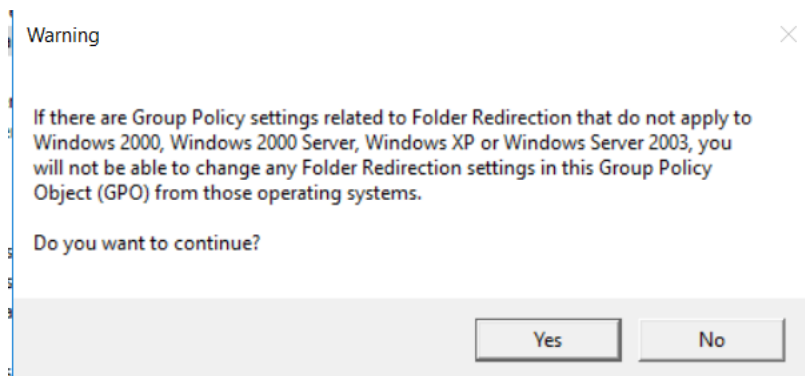 Warning
If there are Group Policy settings related to Folder Redirection that do not apply to
Windows 2000, Windows 2000 Server, Windows XP or Windows Server 2003, you
will not be able to change any Folder Redirection settings in this Group Policy
Object (GPO) from those operating systems.
Do you want to continue?
Yes No